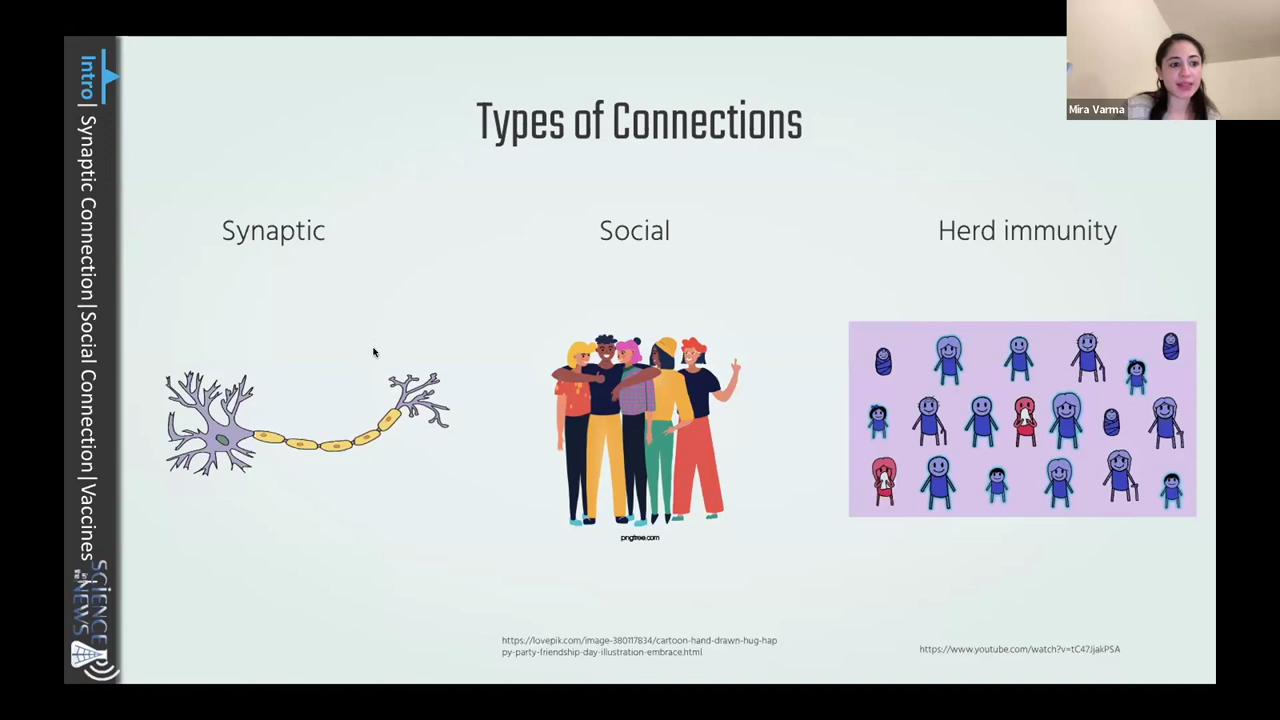 Mira Varma
Intro| Synaptic Connection|Social Connection|Vaccines
SCIENCE
IN THE
NEWS
Types of Connections
Synaptic
Social
Herd immunity
pngtree.com
https://lovepik.com/image-380117834/cartoon-hand-drawn-hug-hap
py-party-friendship-day-illustration-embrace.html
https://www.youtube.com/watch?v=tC47JjakPSA